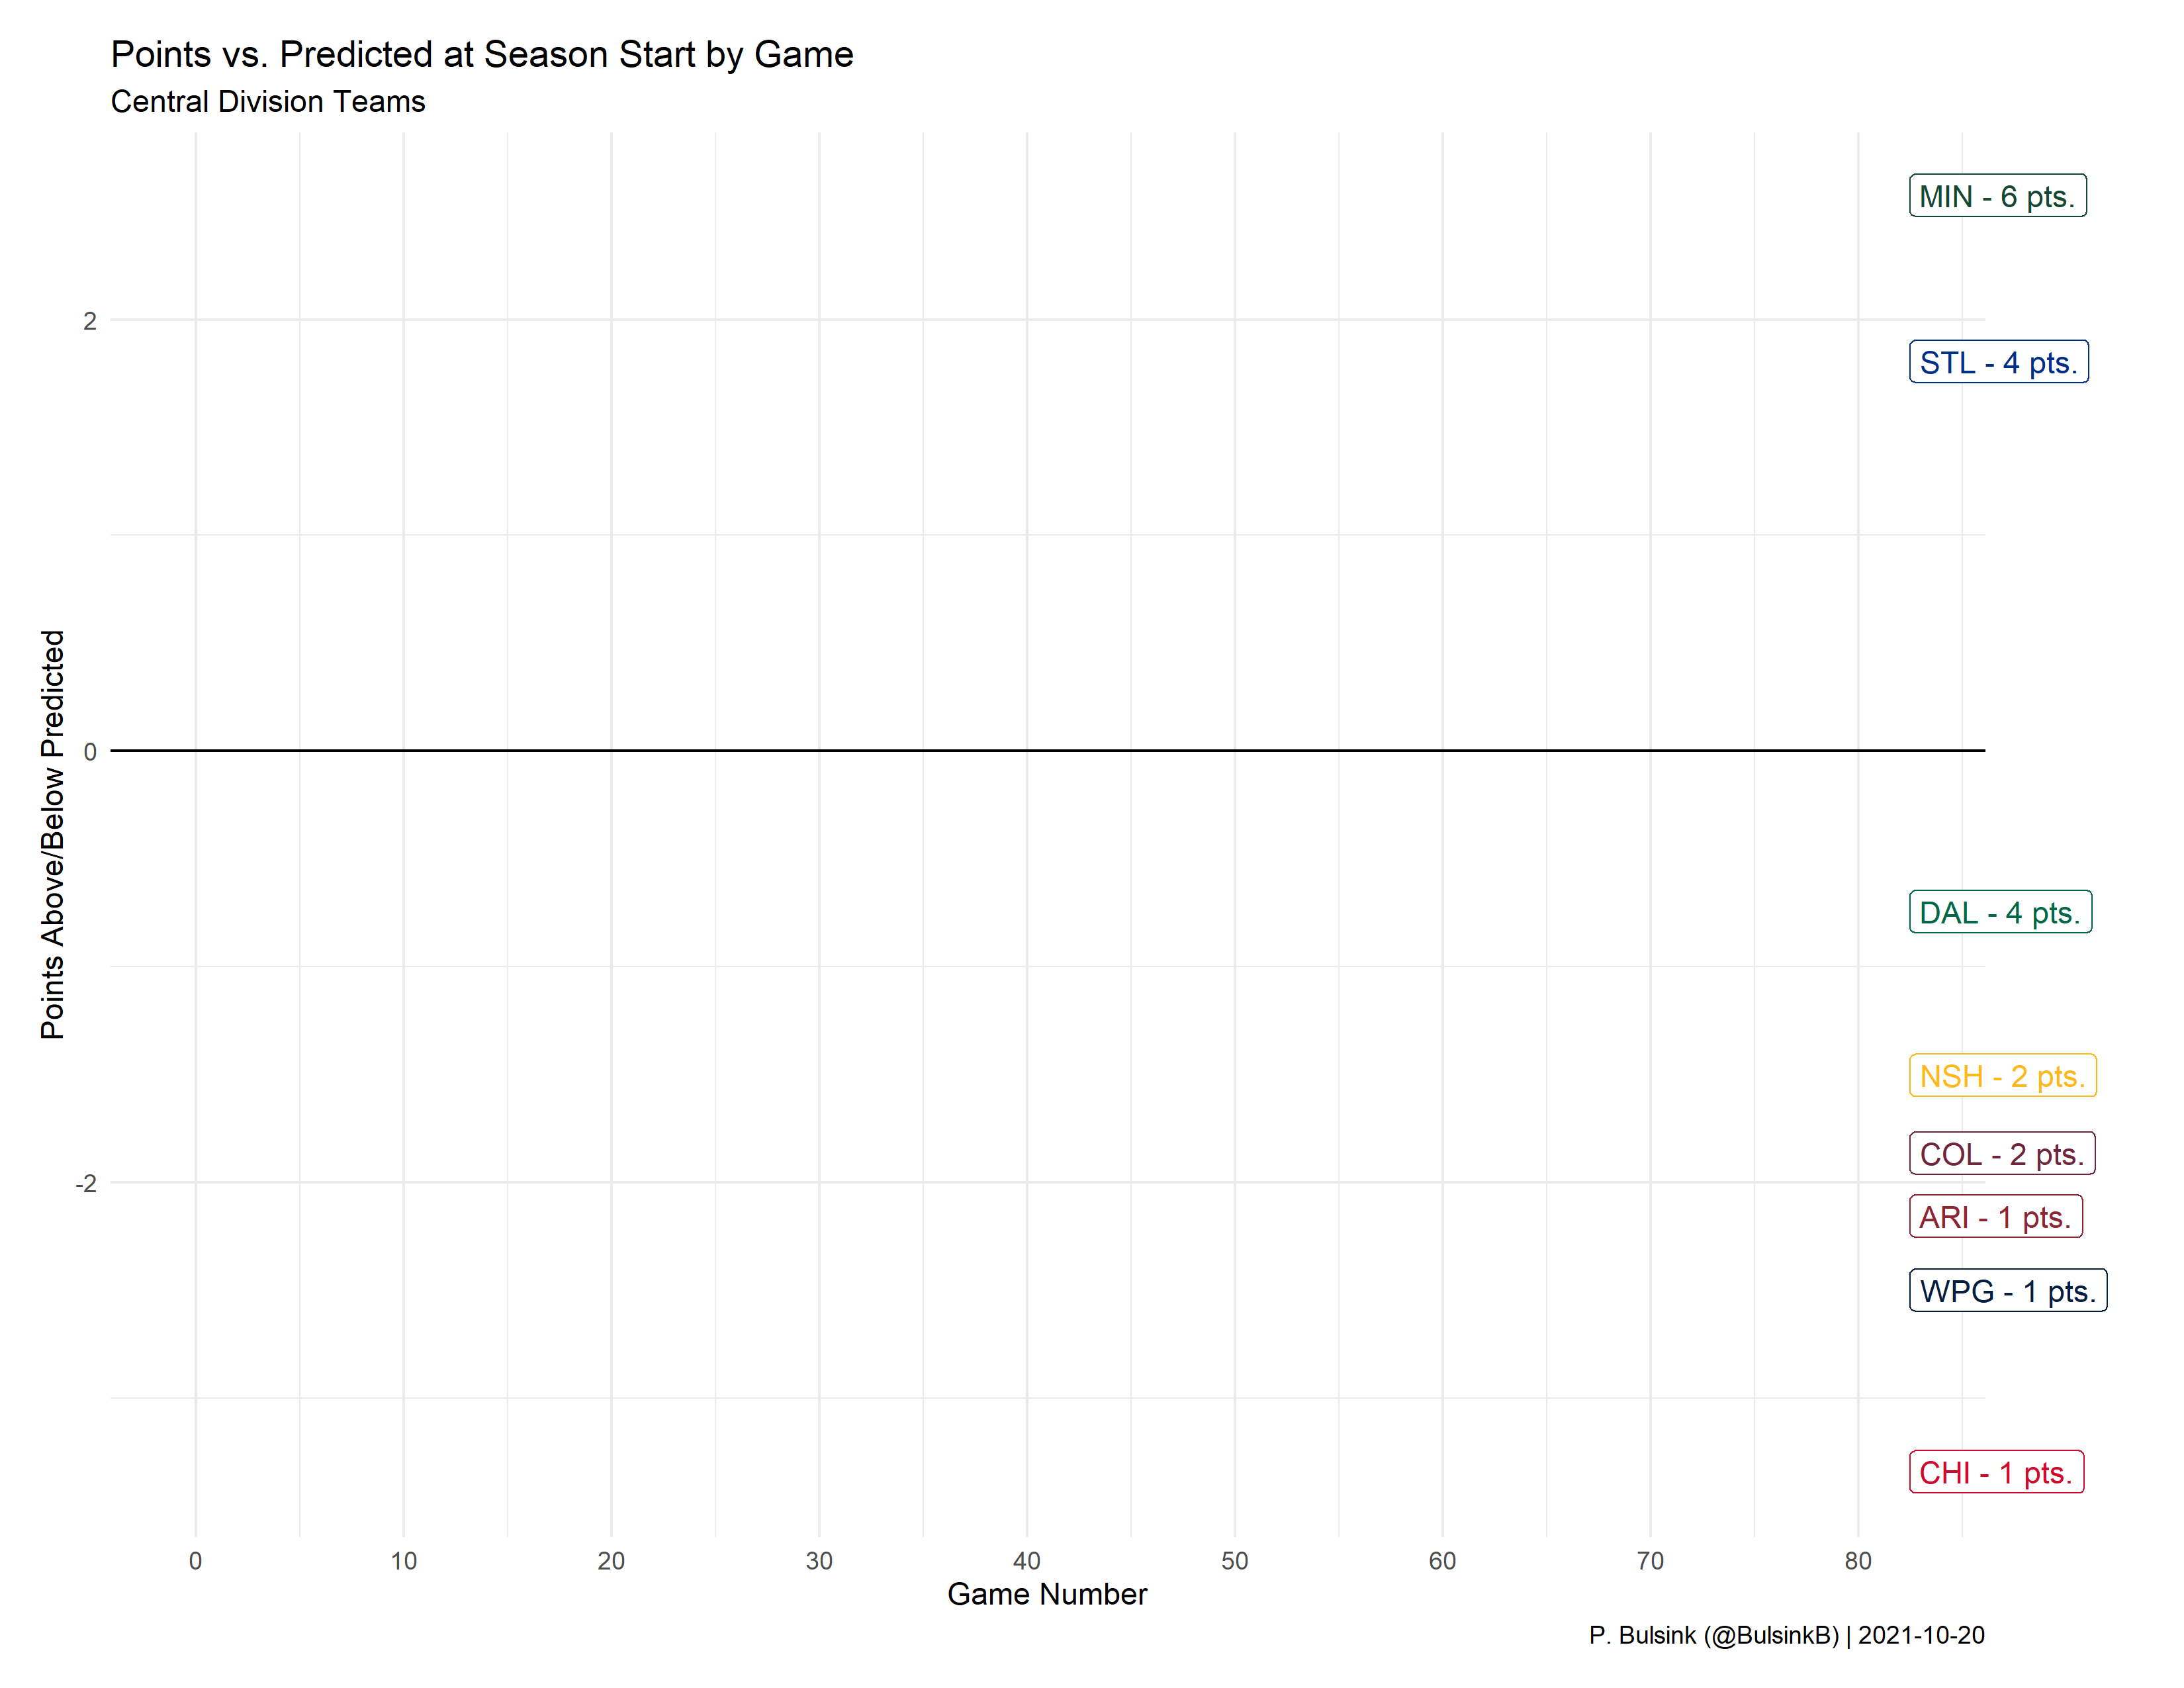 Points vs. Predicted at Season Start by Game
Central Division Teams
MIN - 6 pts.
2
STL - 4 pts.
Points Above/Below Predicted
0
DAL - 4 pts.
NSH - 2 pts.
COL - 2 pts.
-2
ARI - 1 pts.
WPG - 1 pts.
CHI - 1 pts.
0 10 20 30 40 50 60 70 80
Game Number
P. Bulsink (@BulsinkB) | 2021-10-20